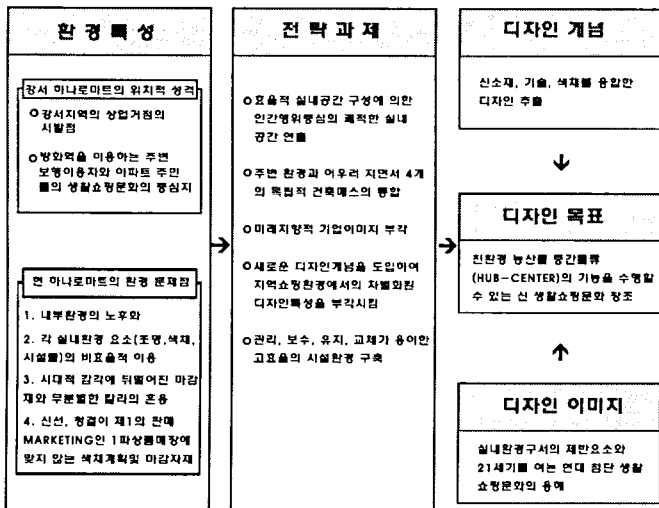 환경특성
강서 하나로마트의 위치적 성격
○ 강서지역의 상업거점의
시발점
○ 방화역을 이용하는 주변
보행이용자와 아파트 주민
들의 생활쇼핑문화의 중심지
현 하나로마트의 환경 문제점
1. 내부환경의 노후화
2. 각 실내환경 요소(조명,색채,
시설물)의 비효율적 이용
3. 시대적 감각에 뒤떨어진 마감
재와 무분별한 칼라의 혼용
4. 신선, 청결이 제1의 판매
MARKETING인 1차상품매장에
맞지 않는 색채계획및 마감자재
전략과제
○ 효율적 실내공간 구성에 의한
인간행위중심의 쾌적한 실내
공간 연출
○ 주변 환경과 어우러 지면서 4개
의 독립적 건축매스의 통합
○ 미래지향적 기업이미지 부각
○ 새로운 디자인개념을 도입하여
지역쇼핑환경에서의 차별화된
디자인특성을 부각시킴
○ 관리, 보수, 유지, 교체가 용이한
고효율의 시설환경 구축
디자인 개념
신소재, 기술, 색채를 융합한
디자인 추출
디자인 목표
친환경 농산물 중간물류
(HUB-CENTER)의 기능을 수행할
수 있는 신 생활쇼핑문화 창조
디자인 이미지
실내환경구서의 제반요소와
21세기를 여는 현대 첨단 생활
쇼핑문화의 융해